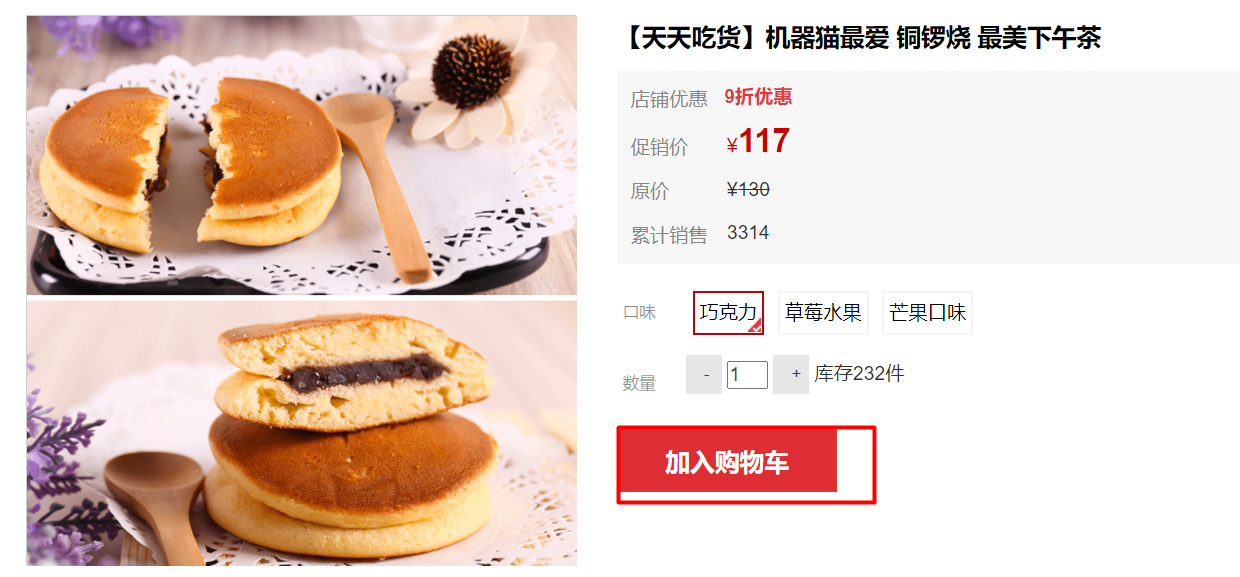 【天天吃货】机器猫最爱 铜锣烧 最美下午茶
店铺优惠 9折优惠
促销价 ¥117
原价 ¥130
累计销售 3314
口味 巧克力 草莓水果 芒果口味
数量 - 1 + 库存232件
加入购物车